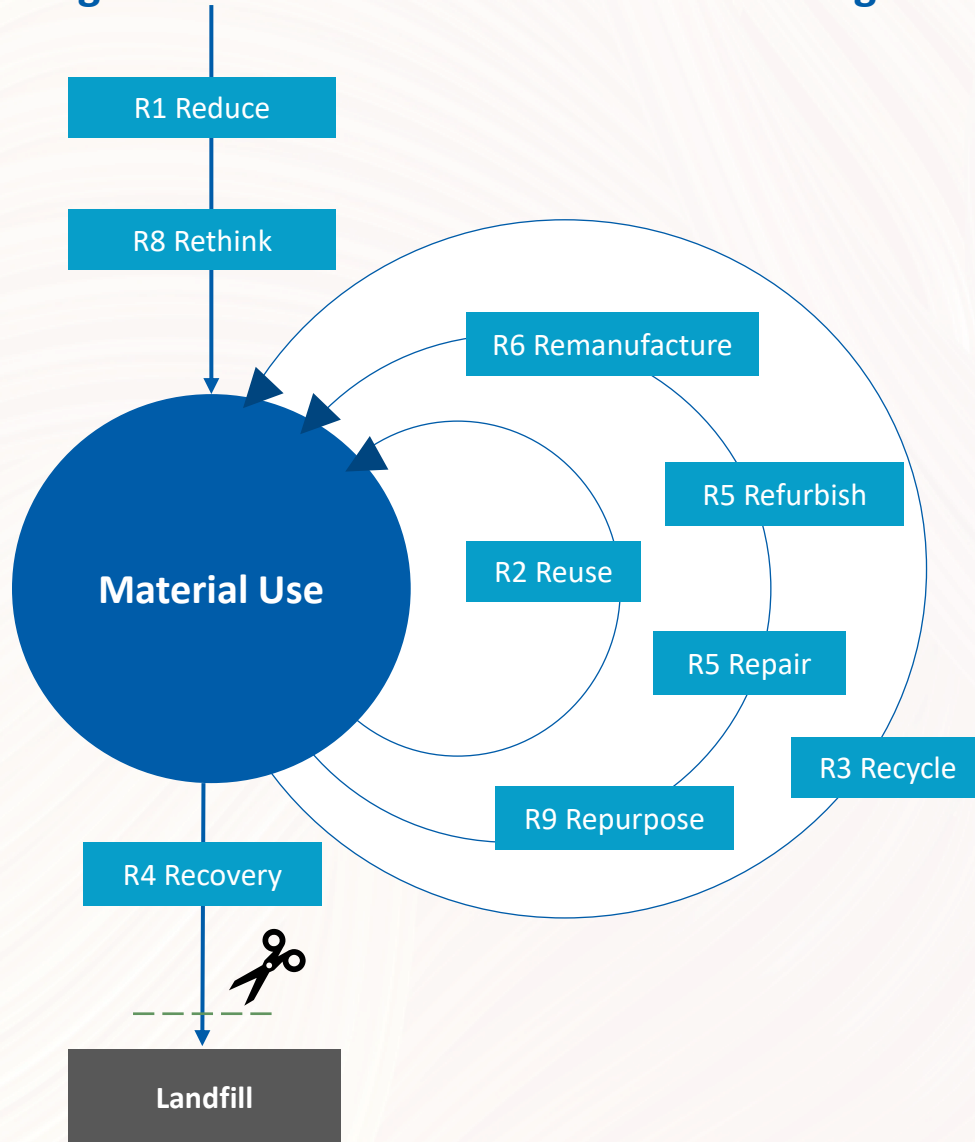 R1 Reduce
R8 Rethink
R6 Remanufacture
R5 Refurbish
R2 Reuse
Material Use
R5 Repair
R3 Recycle
R9 Repurpose
R4 Recovery
Landfill